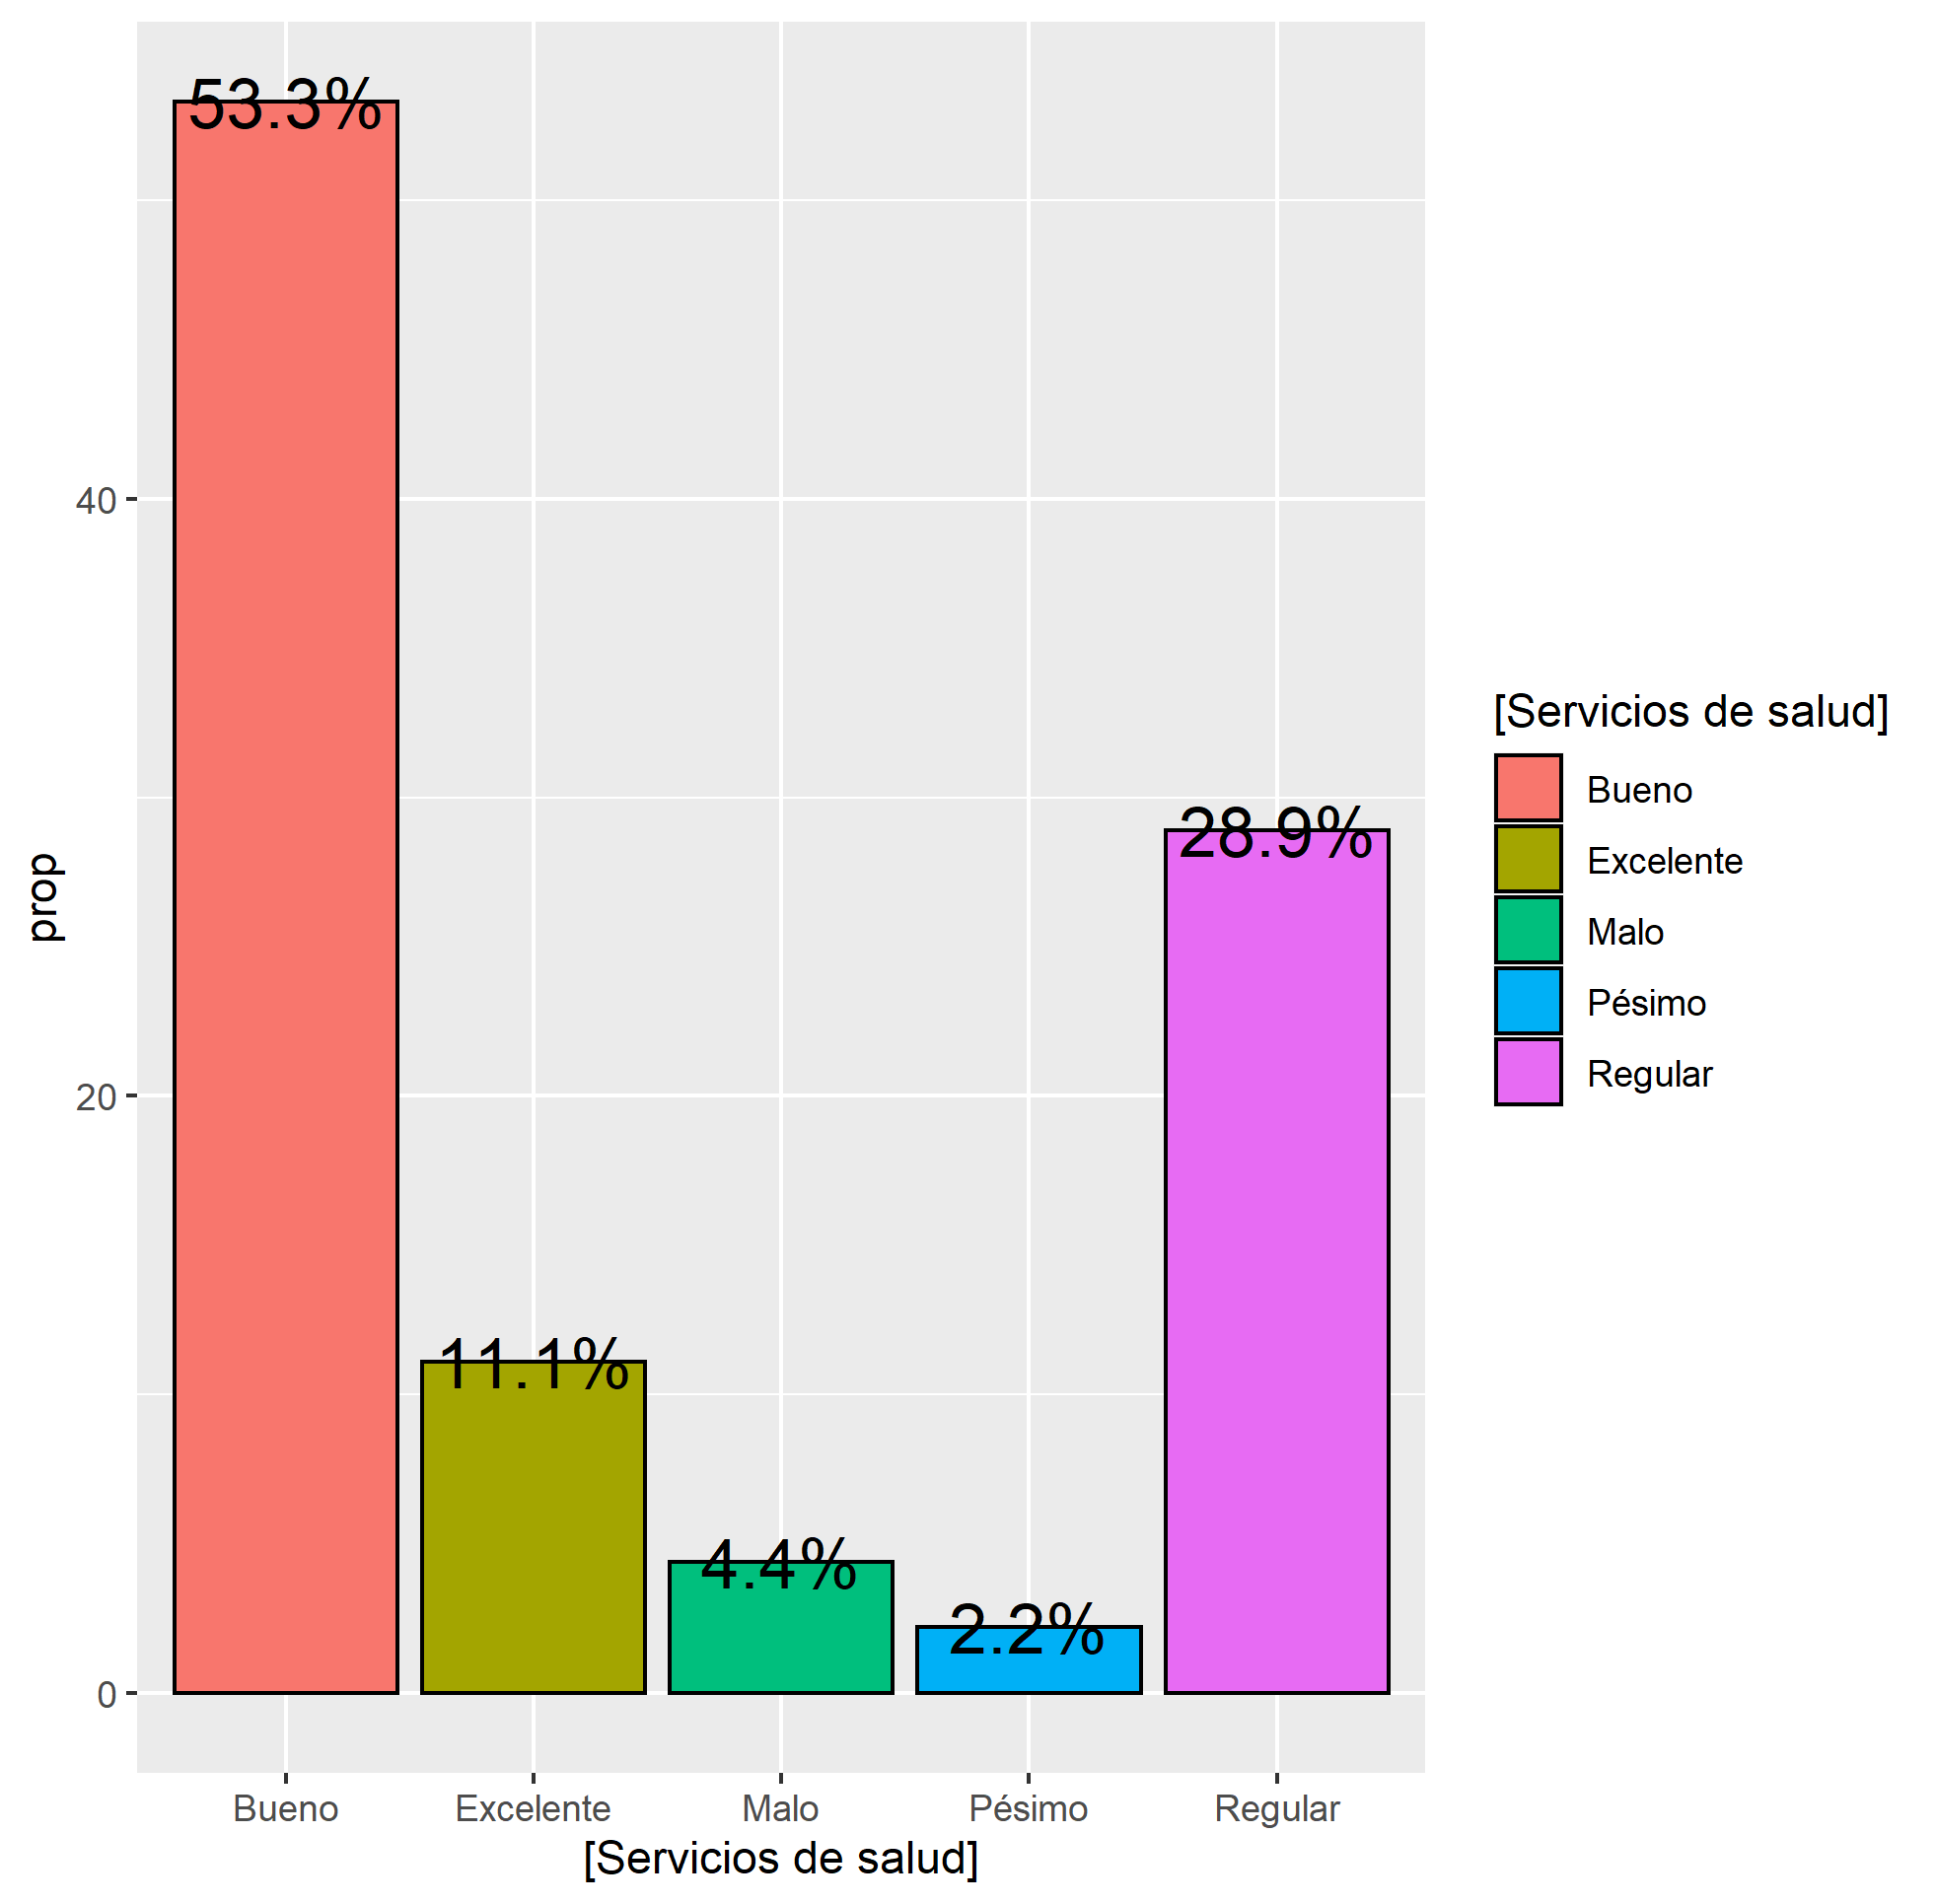 53.3%
11.1%
4.4%
2.2%
28.9%
prop
40
20
0
Bueno
Excelente
Malo
Pésimo
Regular
[Servicios de salud]
[Servicios de salud]
Bueno
Excelente
Malo
Pésimo
Regular